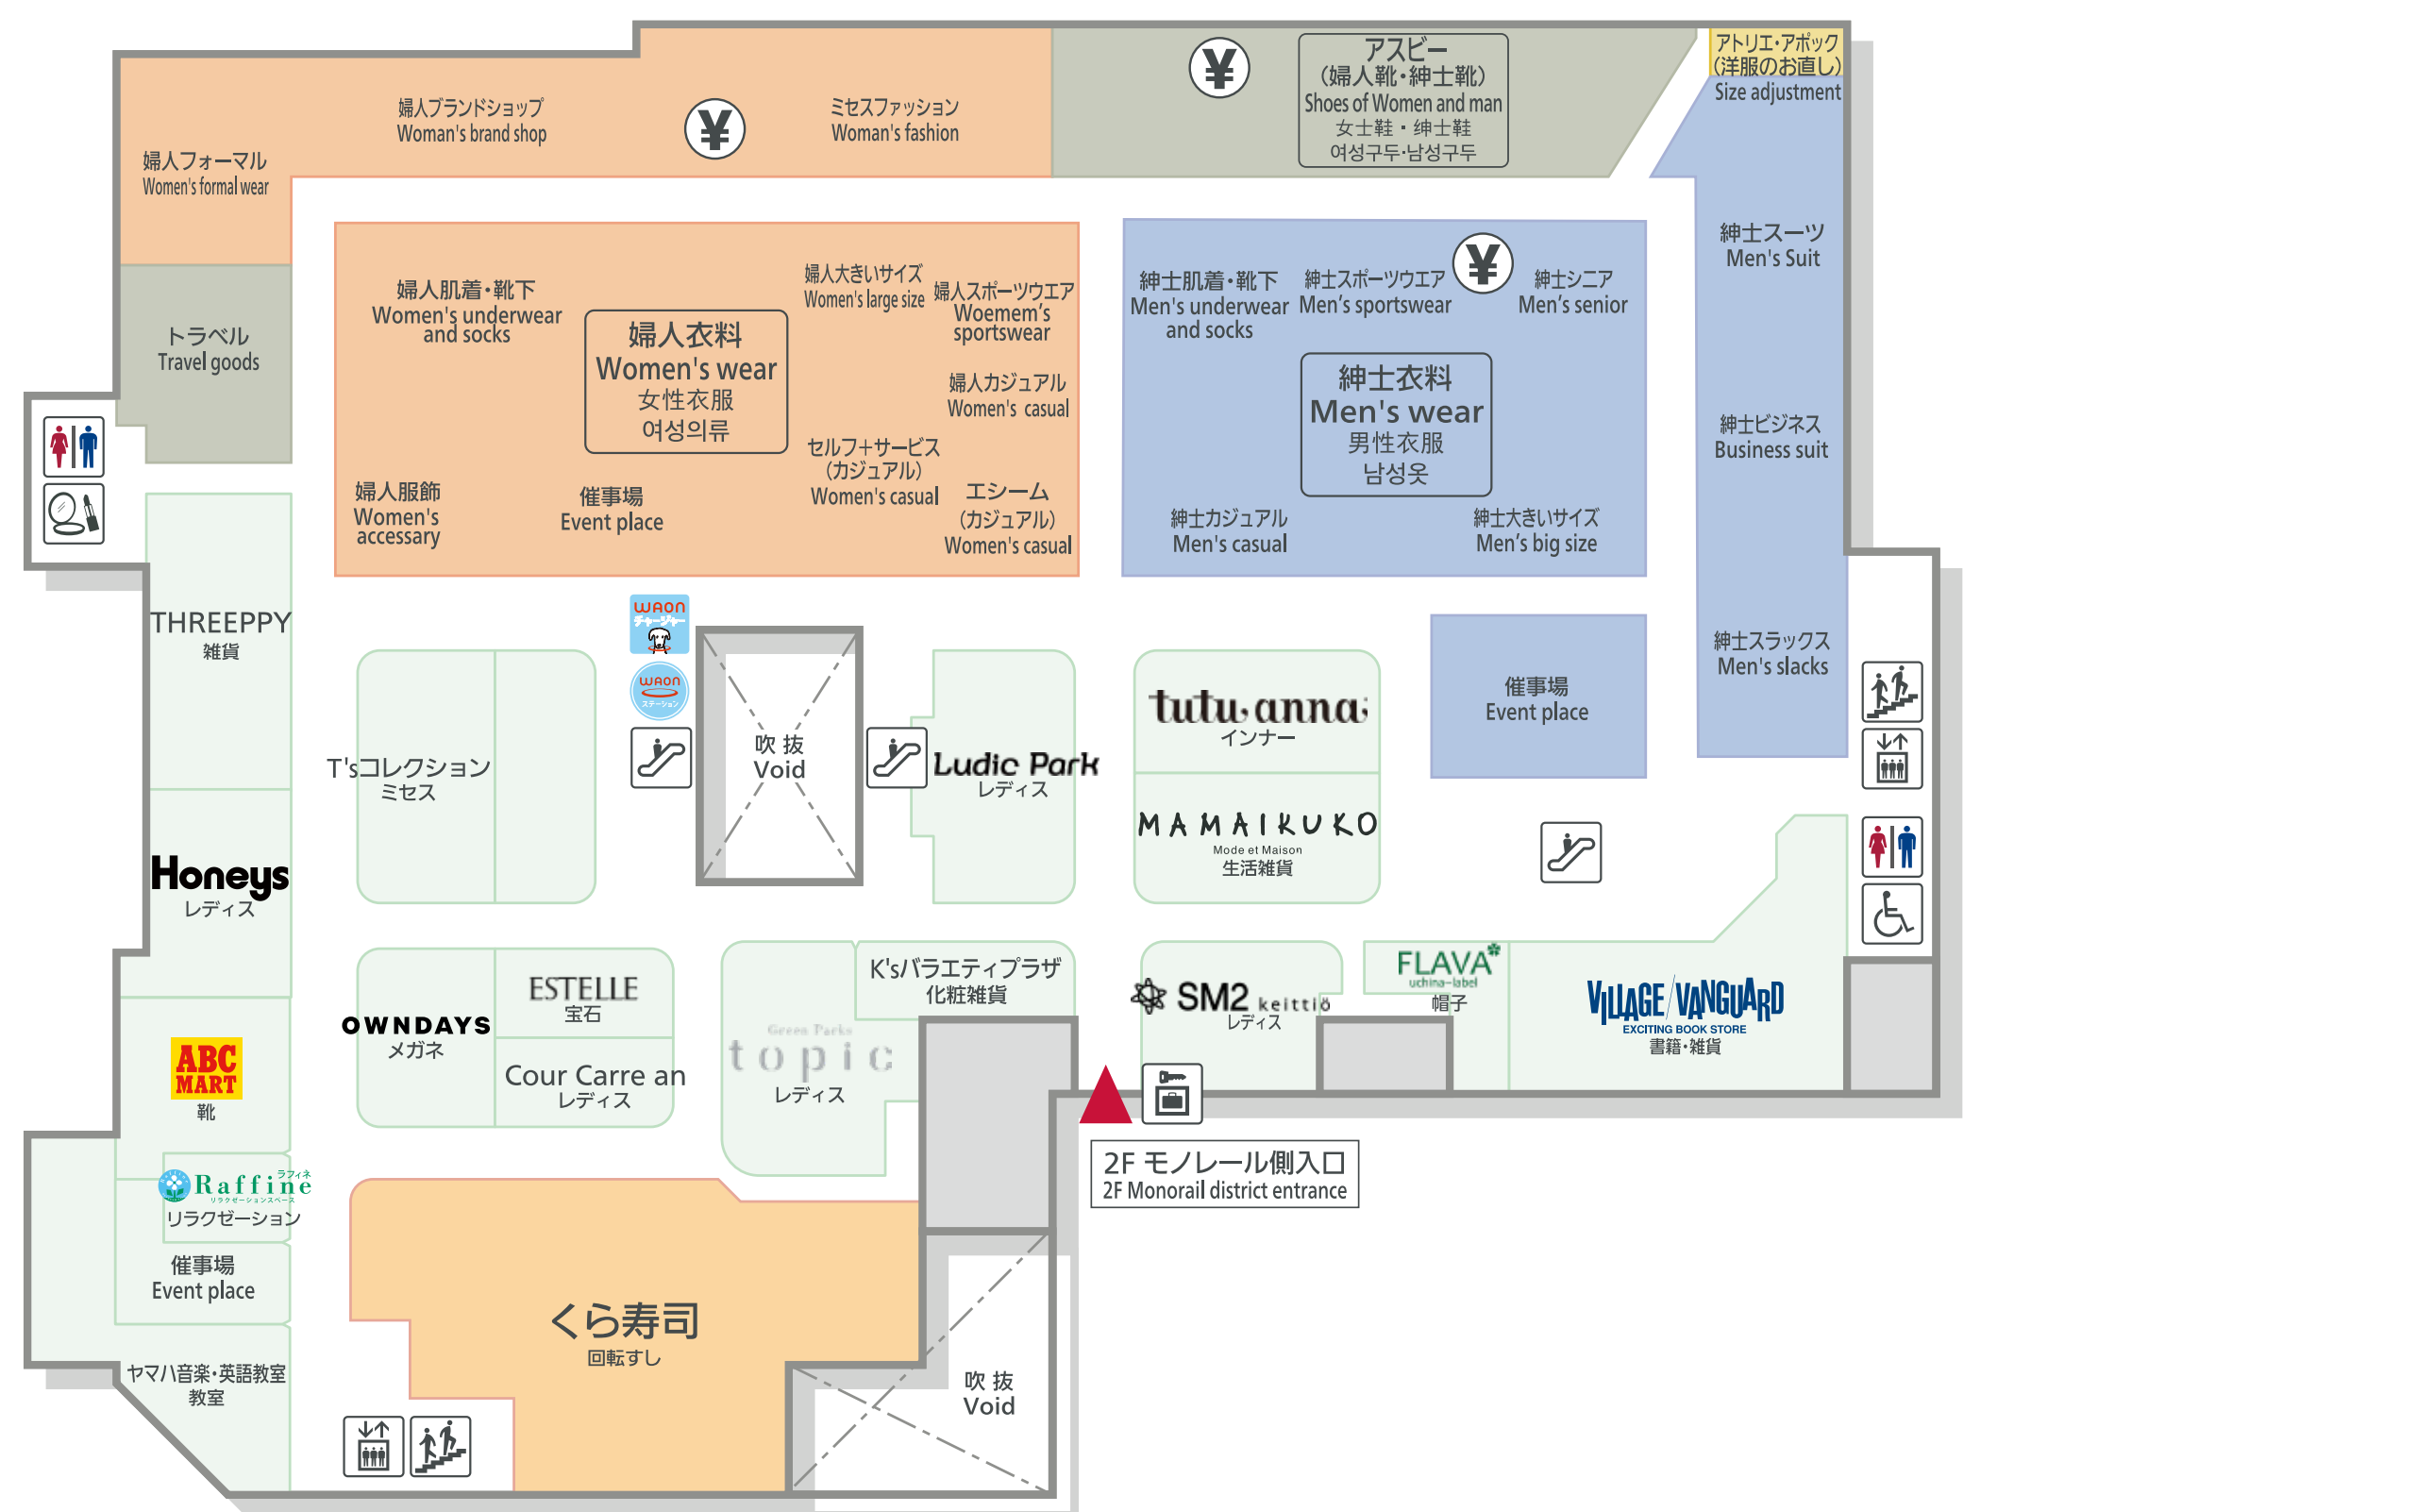 アトリエ・アポック
(洋服のお直し)
Size adjustment
¥
アスビー
(婦人靴・紳士靴)
Shoes of Women and man
女士鞋・绅士鞋
여성구두·남성구두
婦人ブランドショップ
Woman's brand shop
¥
ミセスファッション
Woman's fashion
婦人フォーマル
Women's formal wear
トラベル
Travel goods
婦人肌着・靴下
Women's underwear
and socks
婦人衣料
Women's wear
女性衣服
여성의류
婦人大きいサイズ
Women's large size
婦人スポーツウエア
Woemem's
sportswear
婦人カジュアル
Women's casual
セルフ+サービス
(カジュアル)
Women's casual
エシーム
(カジュアル)
Women's casual
婦人服飾
Women's
accessary
催事場
Event place
紳士肌着・靴下
Men's underwear
and socks
紳士スポーツウエア
Men's sportswear
¥
紳士シニア
Men's senior
紳士衣料
Men's wear
男性衣服
남성옷
紳士カジュアル
Men's casual
紳士大きいサイズ
Men's big size
紳士スーツ
Men's Suit
紳士ビジネス
Business suit
紳士スラックス
Men's slacks
催事場
Event place
THREEPPY
雑貨
WAON
チャージャー
WAON
ステーション
T'sコレクション
ミセス
吹抜
Void
Ludic Park
レディス
tutu anna
インナー
MAMAIKUKO
Mode et Maison
生活雑貨
Honeys
レディス
OWNDAYS
メガネ
ESTELLE
宝石
Cour Carre an
レディス
Green Parks
topic
レディス
K'sバラエティプラザ
化粧雑貨
SM2 keittiö
レディス
FLAVA
uchina-label
帽子
VILLAGE/VANGUARD
EXCITING BOOK STORE
書籍・雑貨
ABC
MART
靴
ラフィネ
Raffine
リラクゼーションスペース
リラクゼーション
催事場
Event place
ヤマハ音楽・英語教室
教室
くら寿司
回転すし
吹抜
Void
2F モノレール側入口
2F Monorail district entrance